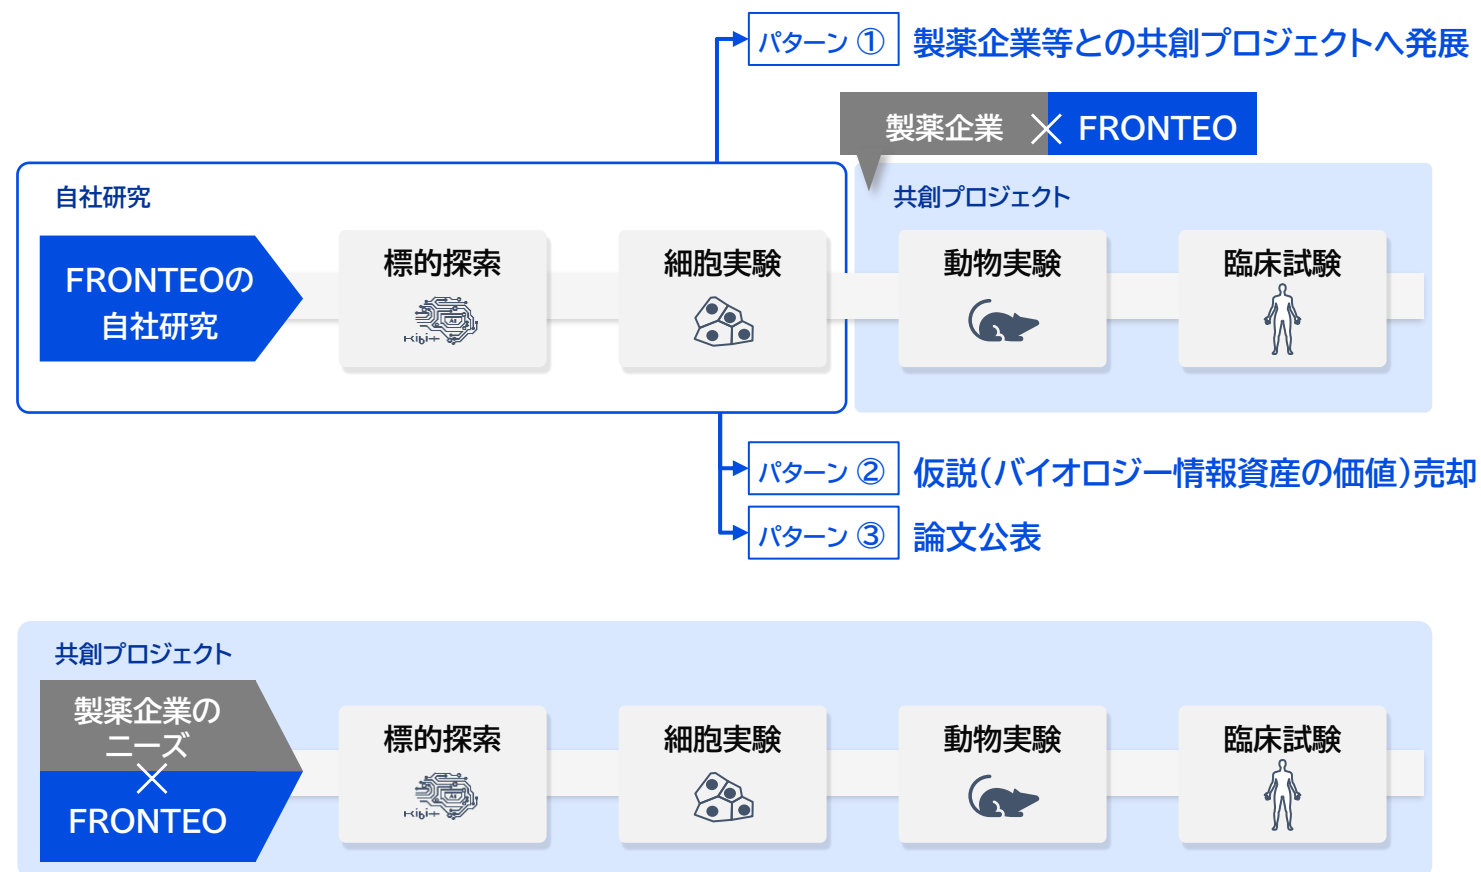 パターン ①
製薬企業等との共創プロジェクトへ発展
製薬企業 × FRONTEO
自社研究
共創プロジェクト
FRONTEOの
自社研究
標的探索
AI
KIBIT
細胞実験
動物実験
臨床試験
パターン ②
仮説(バイオロジー情報資産の価値)売却
パターン ③
論文公表
共創プロジェクト
製薬企業の
ニーズ
×
FRONTEO
標的探索
AI
KIBIT
細胞実験
動物実験
臨床試験